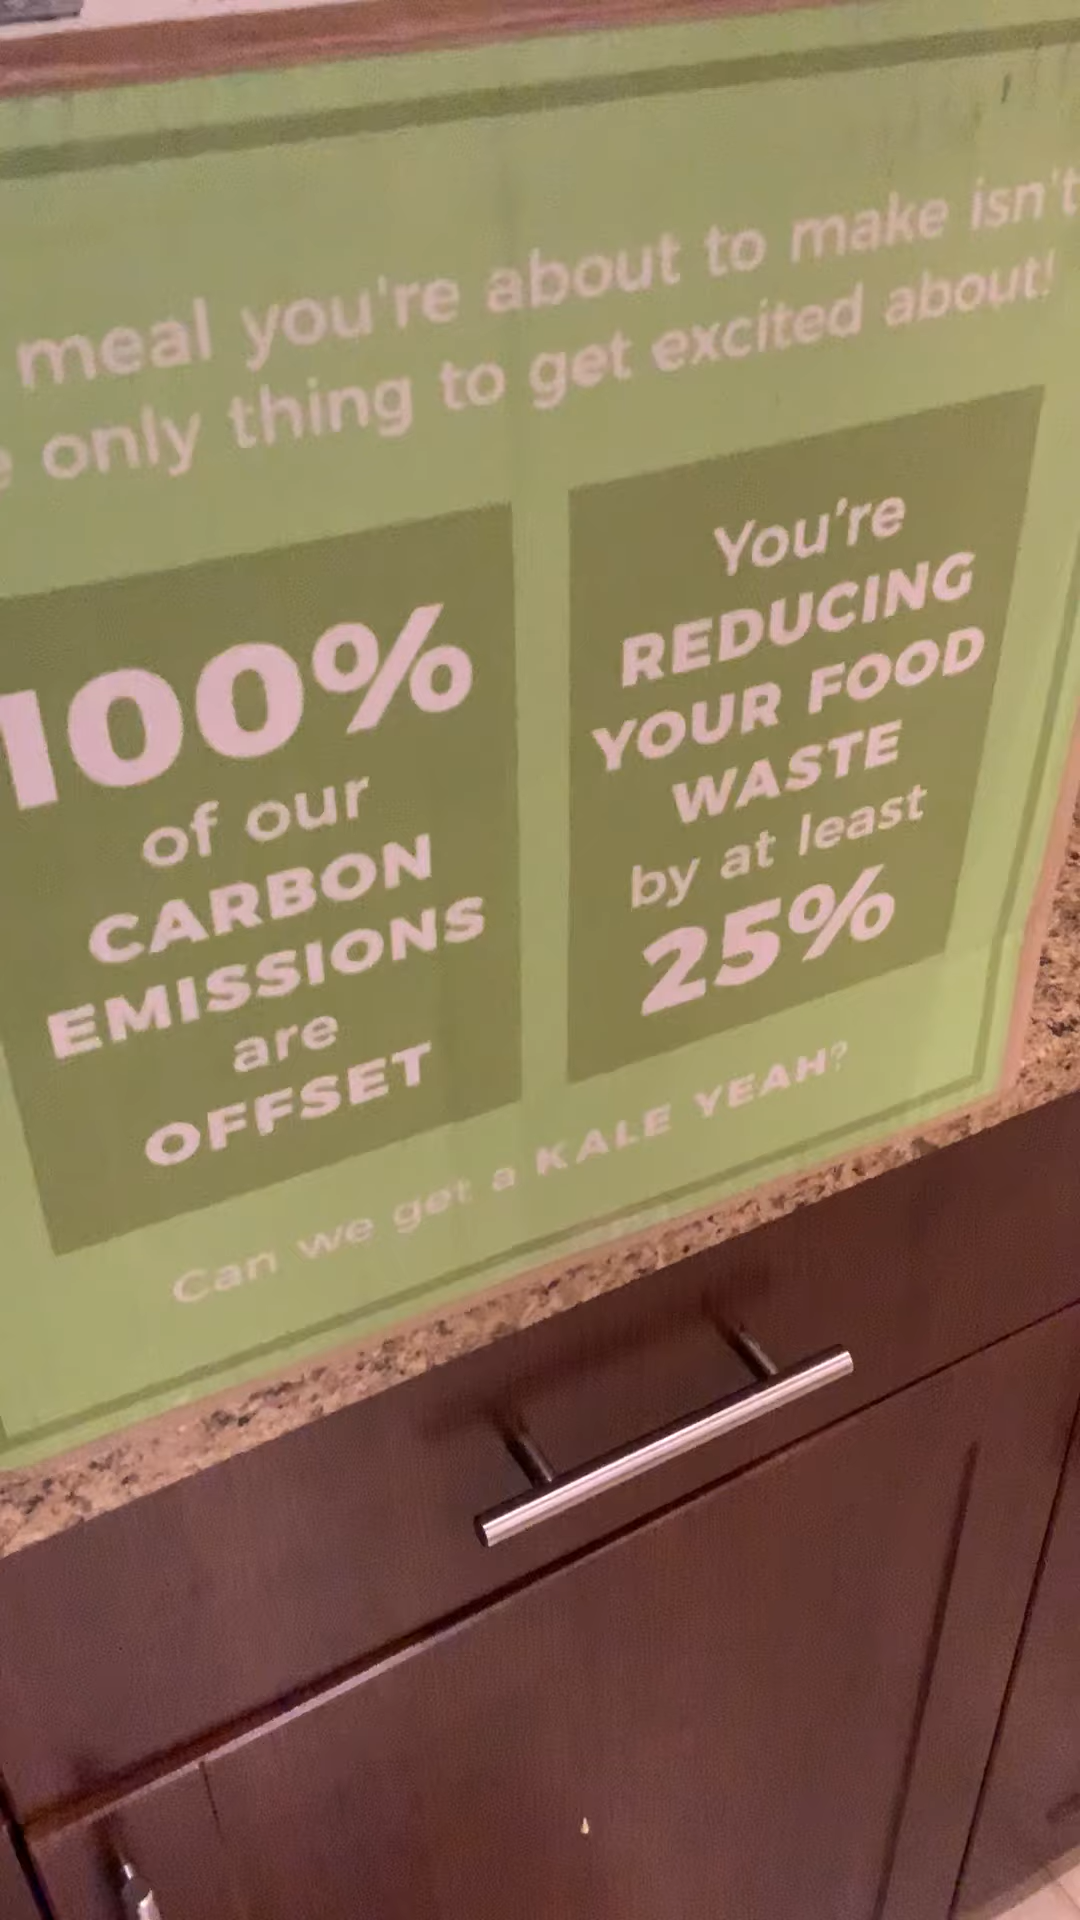 meal you're about to make isn't
only thing to get excited about!
100%
of our
CARBON
EMISSIONS
are
OFFSET
You're
REDUCING
YOUR FOOD
WASTE
by at least
25%
Can we get a KALE YEAH?